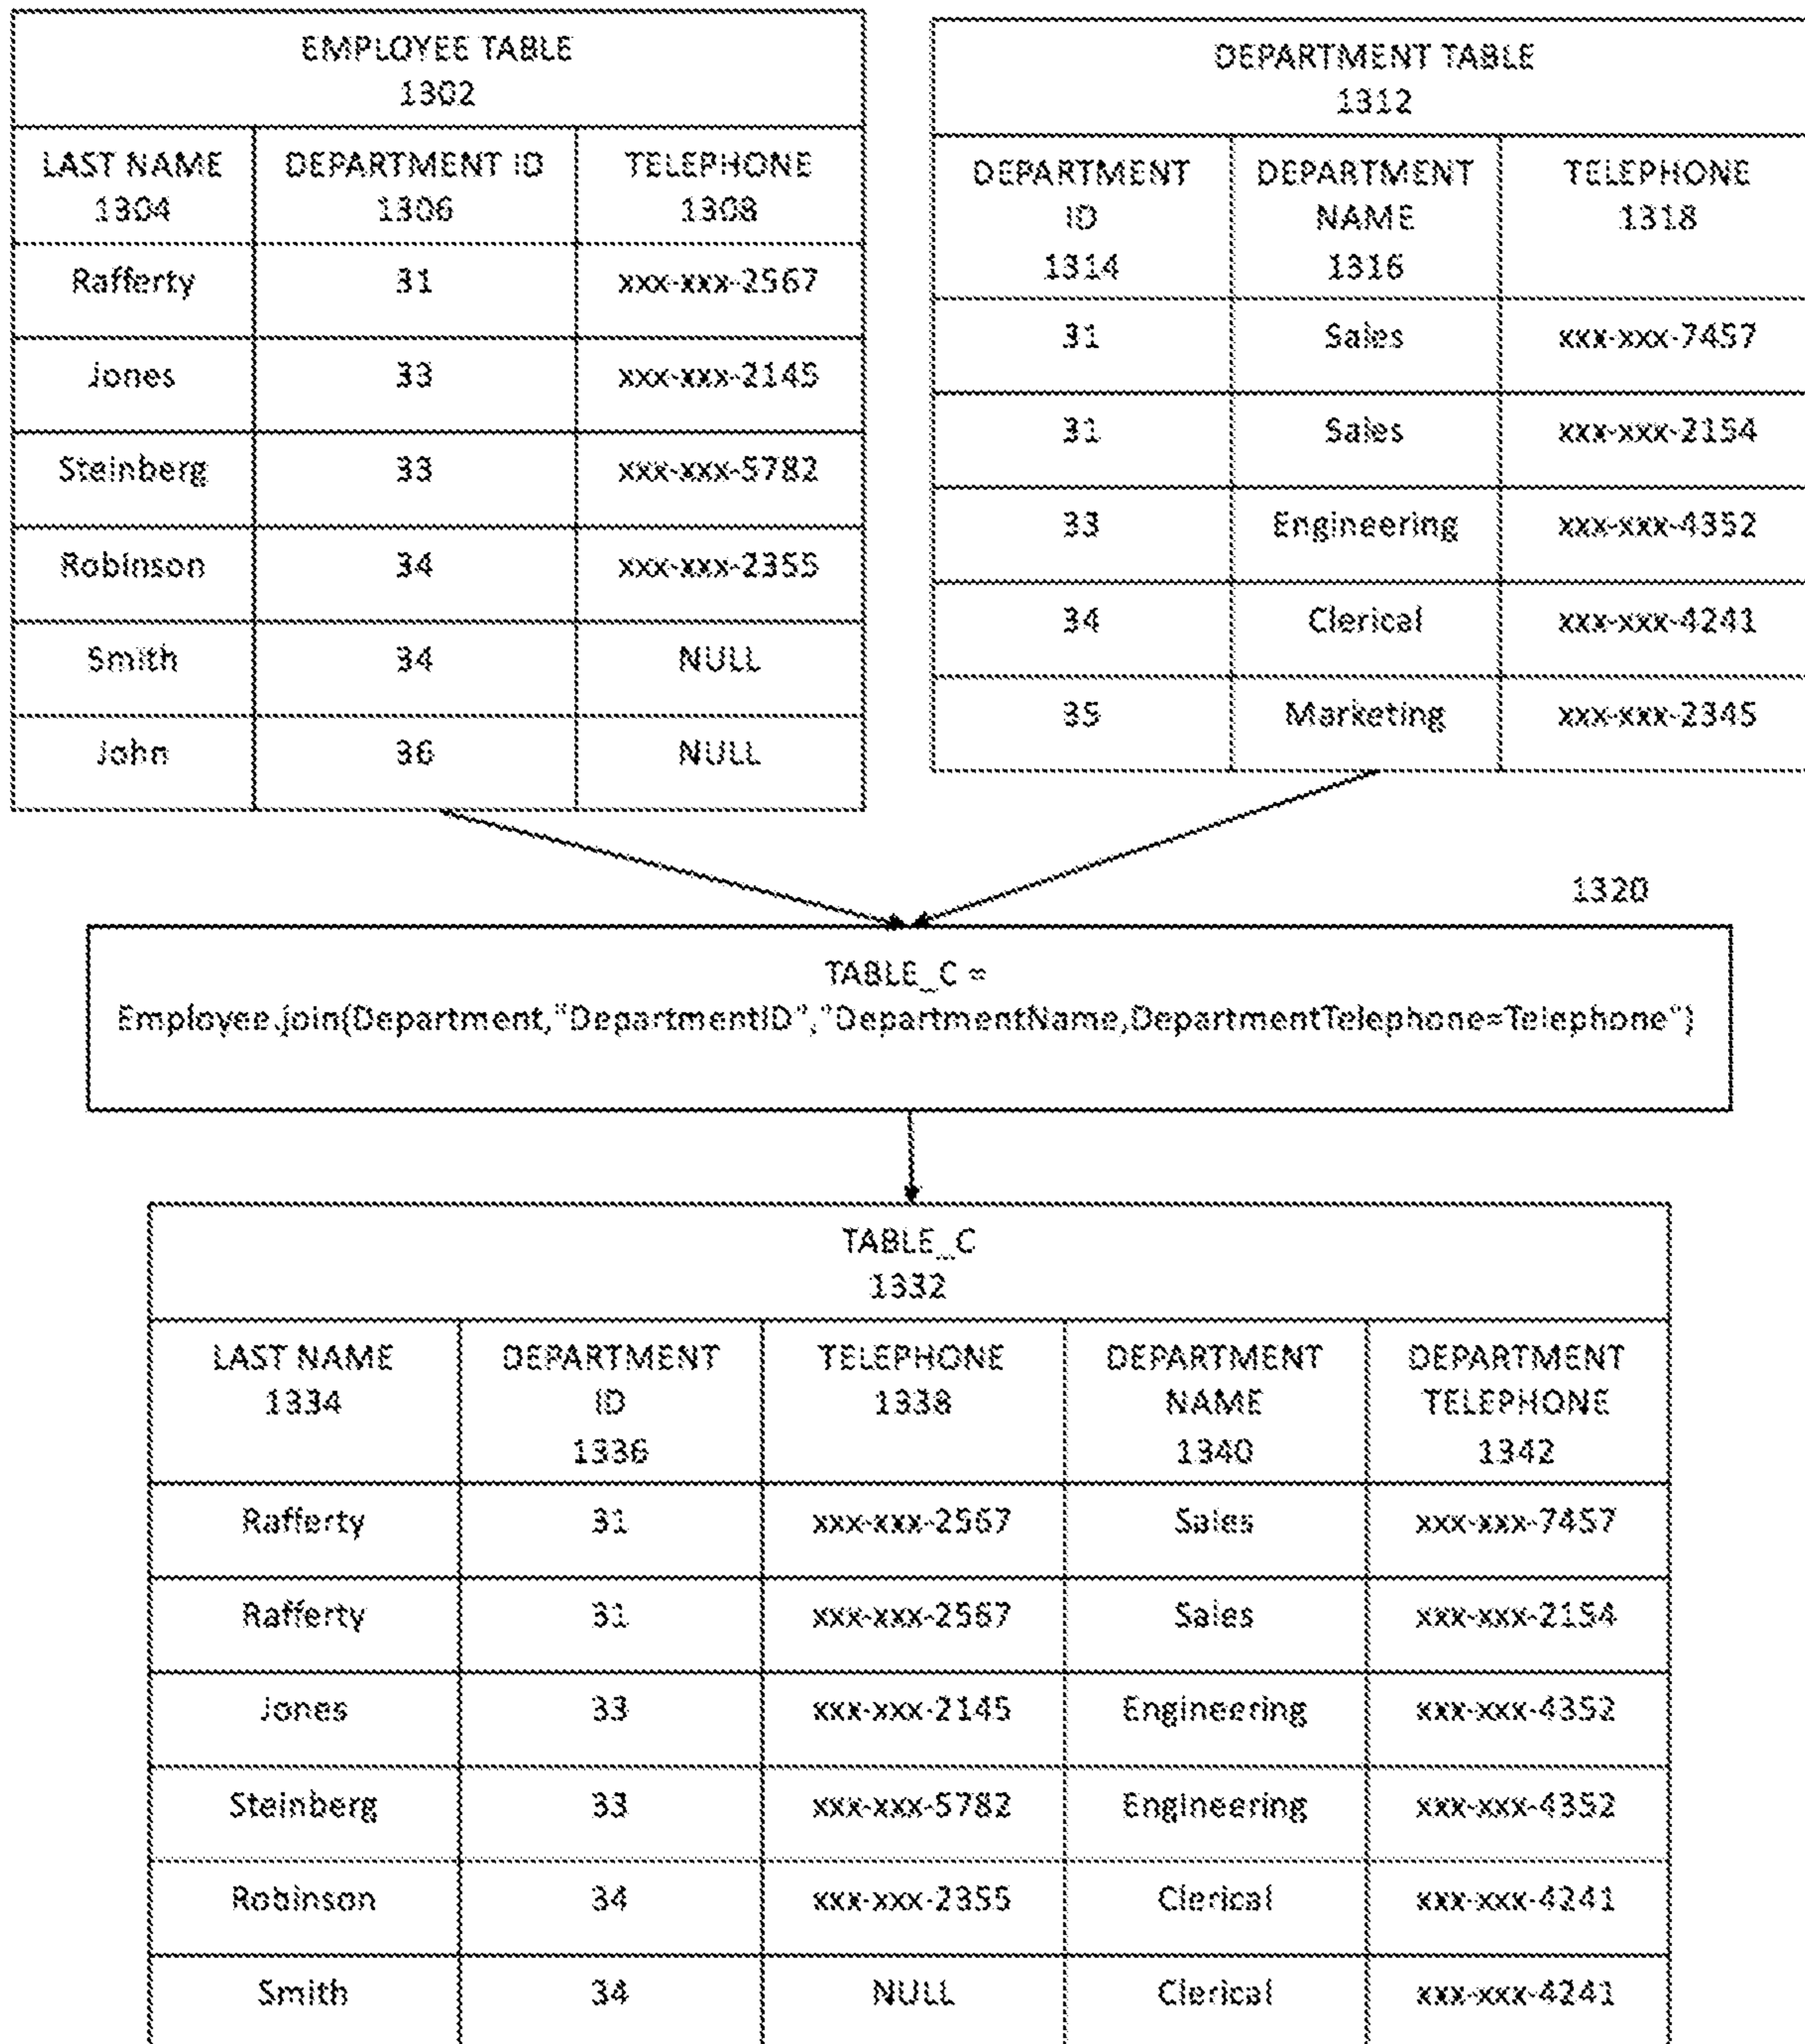 EMPLOYEE TABLE
1302
LAST NAME
1304
DEPARTMENT ID
1306
TELEPHONE
1308
Rafferty 31 xxx-xxx-2567
Jones 33 xxx-xxx-2145
Steinberg 33 xxx-xxx-5782
Robinson 34 xxx-xxx-2355
Smith 34 NULL
John 36 NULL
DEPARTMENT TABLE
1312
DEPARTMENT
ID
1314
DEPARTMENT
NAME
1316
TELEPHONE
1318
31 Sales xxx-xxx-7457
31 Sales xxx-xxx-2154
33 Engineering xxx-xxx-4352
34 Clerical xxx-xxx-4241
35 Marketing xxx-xxx-2345
1320
TABLE_C =
Employee.join(Department,"DepartmentID","DepartmentName,DepartmentTelephone=Telephone")
TABLE_C
1332
LAST NAME
1334
DEPARTMENT
ID
1336
TELEPHONE
1338
DEPARTMENT
NAME
1340
DEPARTMENT
TELEPHONE
1342
Rafferty 31 xxx-xxx-2567 Sales xxx-xxx-7457
Rafferty 31 xxx-xxx-2567 Sales xxx-xxx-2154
Jones 33 xxx-xxx-2145 Engineering xxx-xxx-4352
Steinberg 33 xxx-xxx-5782 Engineering xxx-xxx-4352
Robinson 34 xxx-xxx-2355 Clerical xxx-xxx-4241
Smith 34 NULL Clerical xxx-xxx-4241